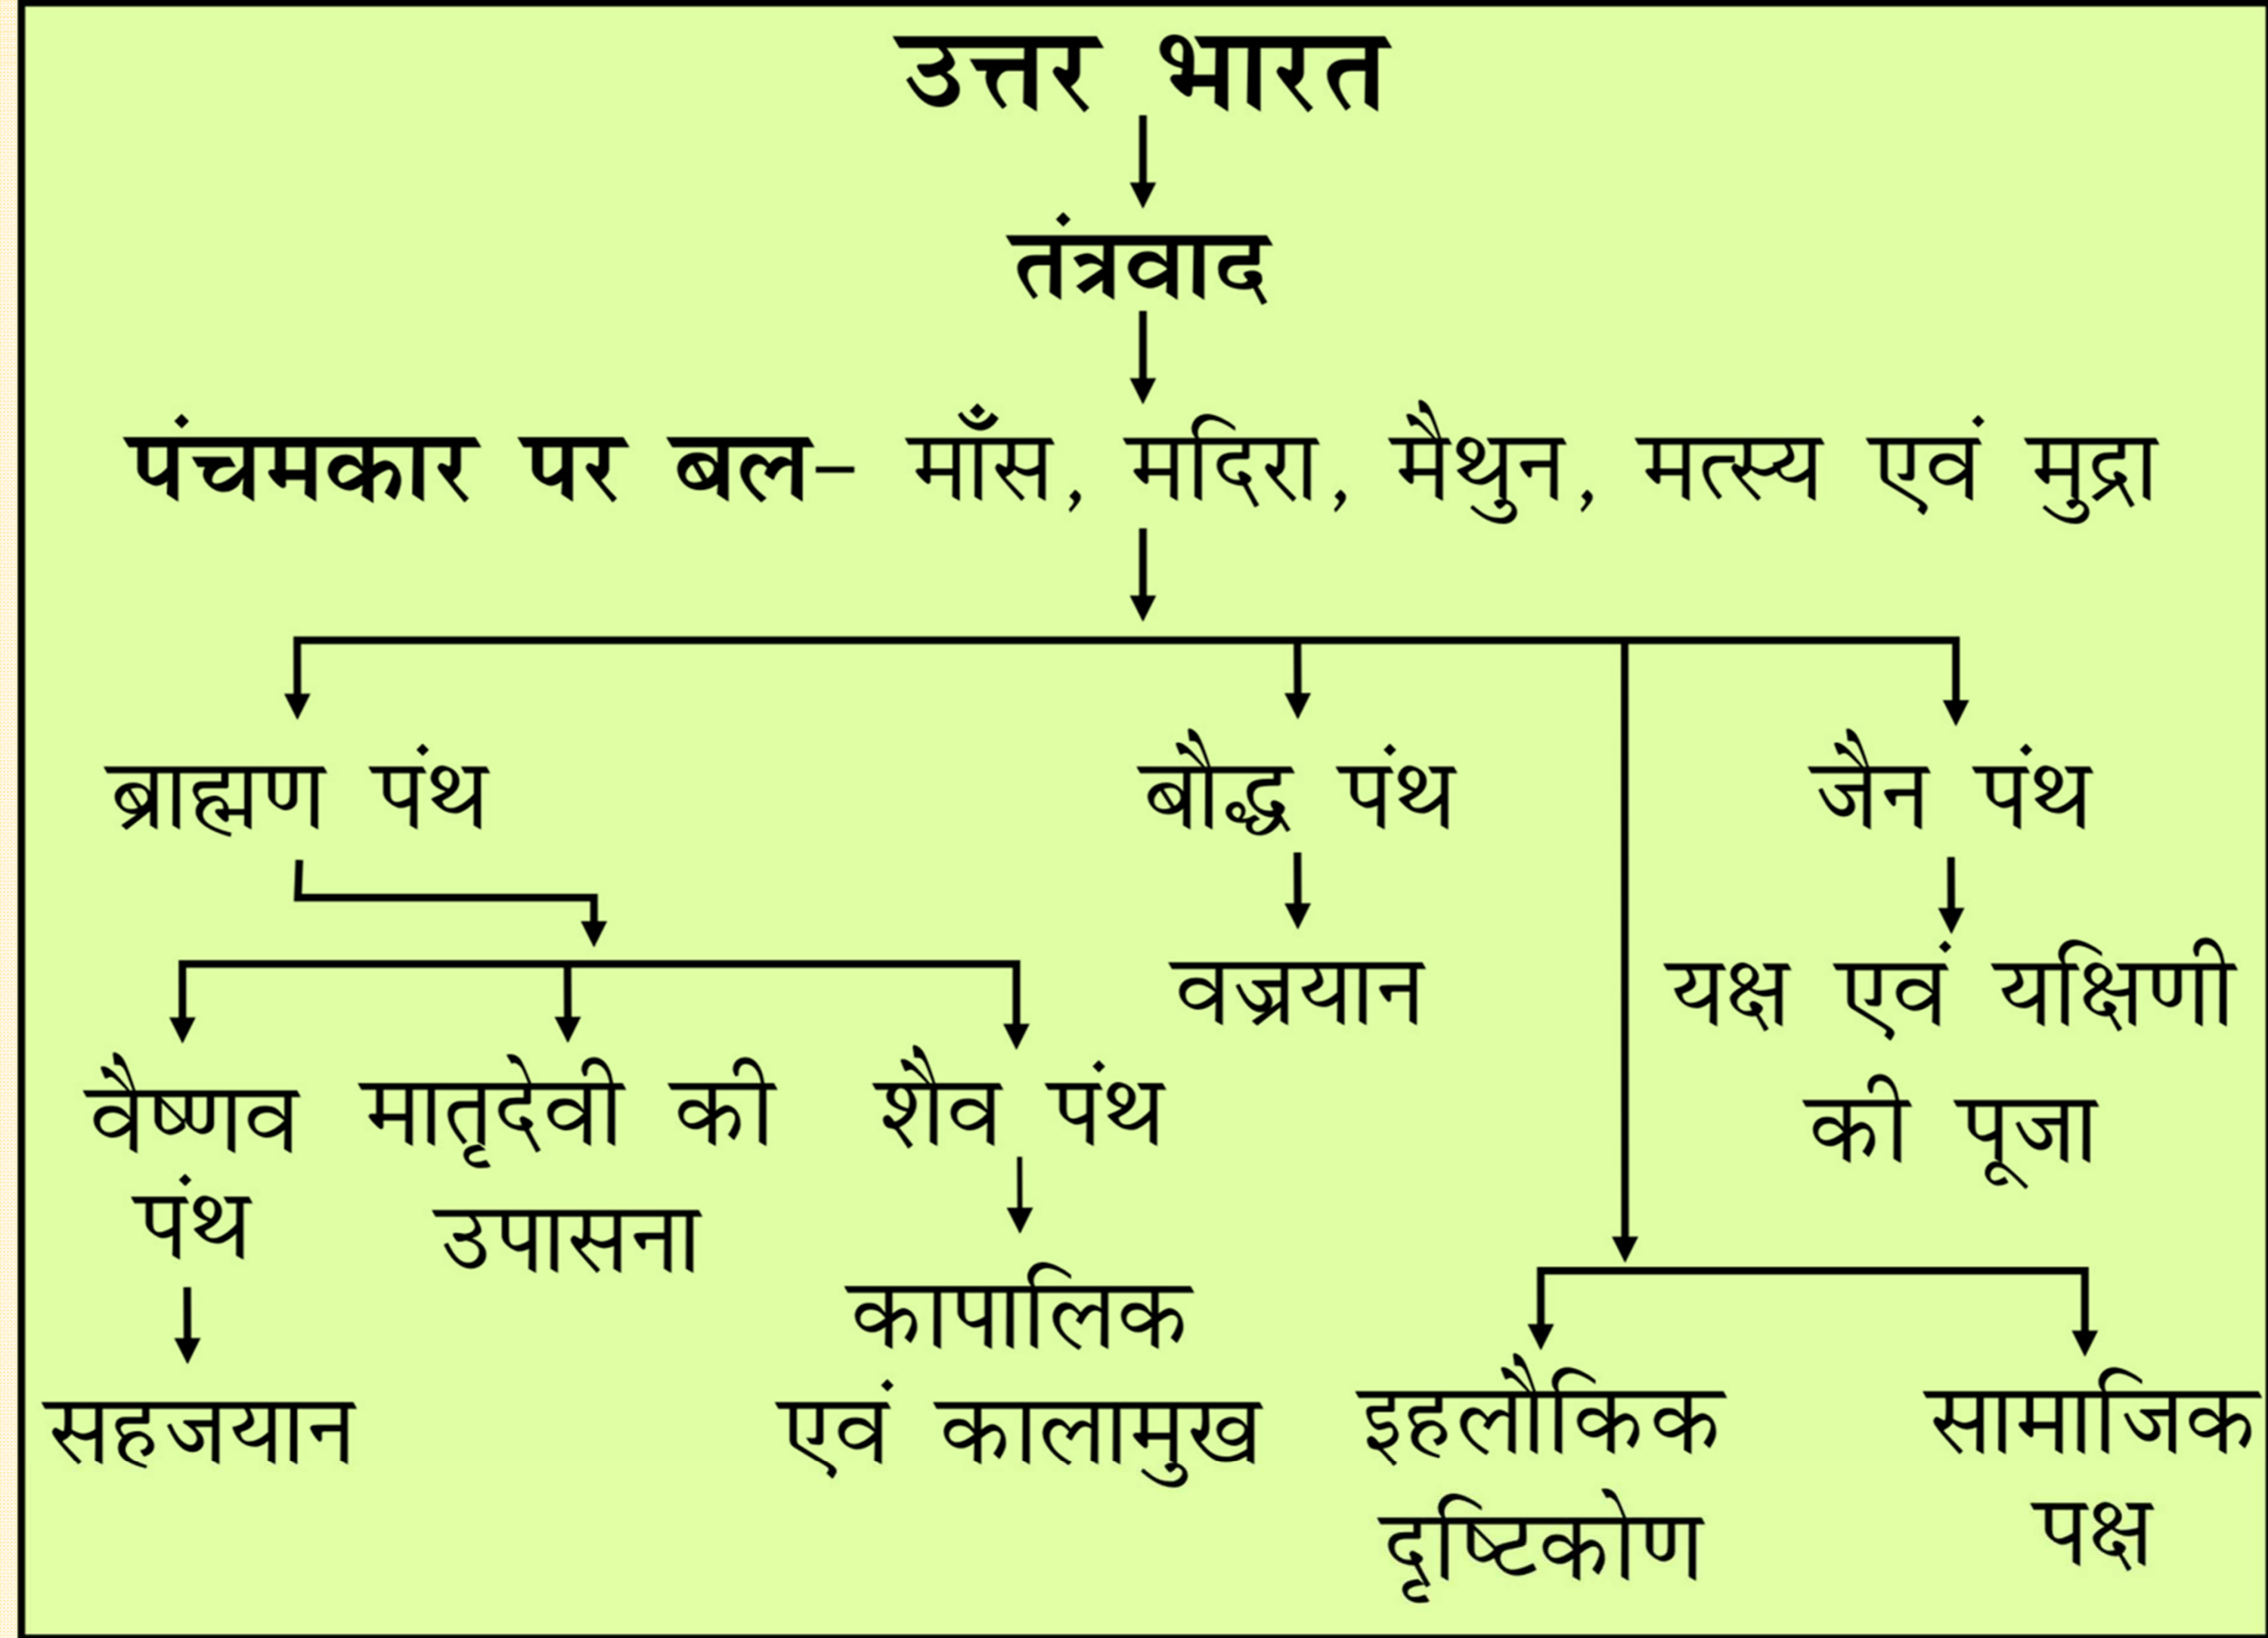 उत्तर भारत
तंत्रवाद
पंचमकार पर बल– माँस, मदिरा, मैथुन, मत्स्य एवं मुद्रा
ब्राह्मण पंथ
बौद्ध पंथ
जैन पंथ
वज्रयान
यक्ष एवं यक्षिणी
की पूजा
वैष्णव
पंथ
मातृदेवी की
उपासना
शैव पंथ
कापालिक
एवं कालामुख
सहजयान
इहलौकिक
दृष्टिकोण
सामाजिक
पक्ष